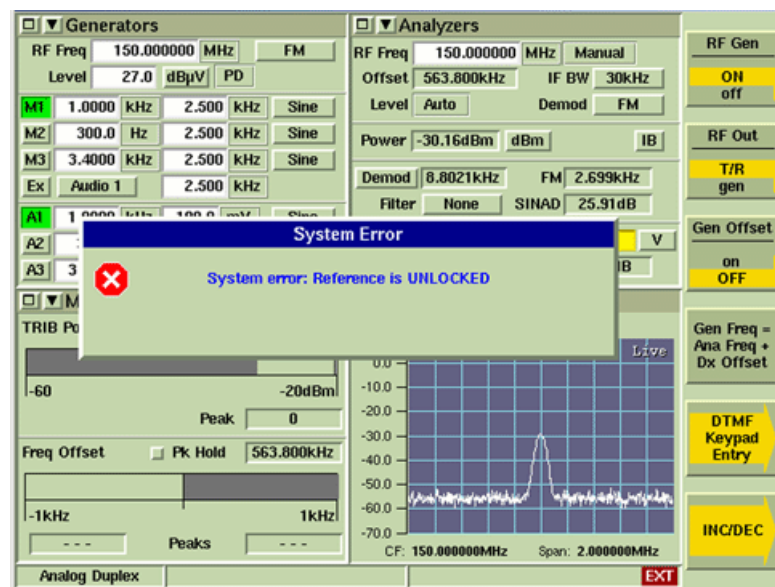 Generators
RF Freq 150.000000 MHz FM
Level 27.0 dBµV PD
M1 1.0000 kHz 2.500 kHz Sine
M2 300.0 Hz 2.500 kHz Sine
M3 3.4000 kHz 2.500 kHz Sine
Ex Audio 1 2.500 kHz
A1
A2
A3 3
Analyzers
RF Freq 150.000000 MHz Manual
Offset 563.800kHz IF BW 30kHz
Level Auto Demod FM
Power -30.16dBm dBm IB
Demod 8.8021kHz FM 2.699kHz
Filter None SINAD 25.91dB
V
System Error
System error: Reference is UNLOCKED
TRIB
-60 -20dBm
Peak 0
Freq Offset Pk Hold 563.800kHz
-1kHz 1kHz
--- Peaks ---
Live
0.0
-10.0
-20.0
-30.0
-40.0
-50.0
-60.0
-70.0
CF: 150.000000MHz Span: 2.000000MHz
Analog Duplex
EXT
RF Gen
ON
off
RF Out
T/R
gen
Gen Offset
on
OFF
Gen Freq =
Ana Freq +
Dx Offset
DTMF
Keypad
Entry
INC/DEC